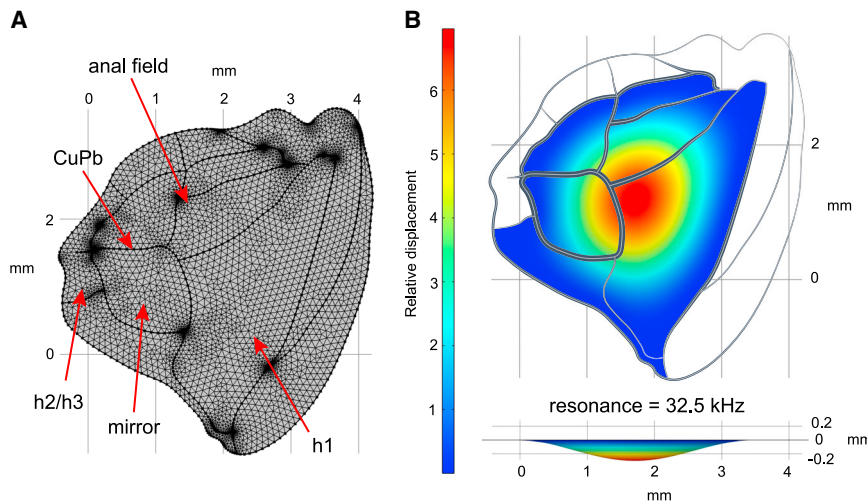 A
anal field
mm
0 1 2 3 4
CuPb
2
mm
0
h2/h3
mirror
h1
B
Relative displacement
6
5
4
3
2
1
2
mm
0
resonance = 32.5 kHz
0.2
0 mm
-0.2
0 1 2 3 4
mm